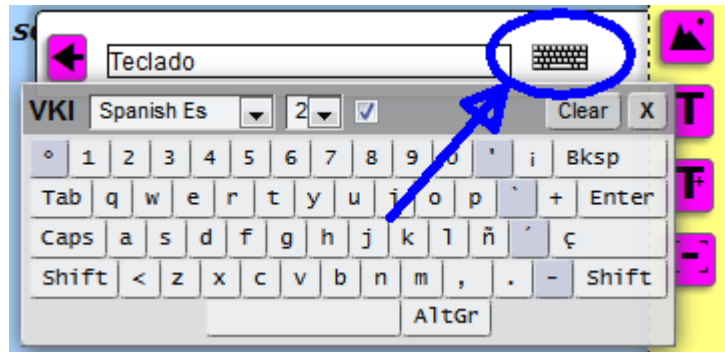 Teclado
VKI Spanish Es 2 Clear X
T
º 1 2 3 4 5 6 7 8 9 0 ' ¡ Bksp
Tab q w e r t y u i o p ` + Enter
T+
Caps a s d f g h j k l ñ ´ ç
Shift < z x c v b n m , . - Shift
AltGr